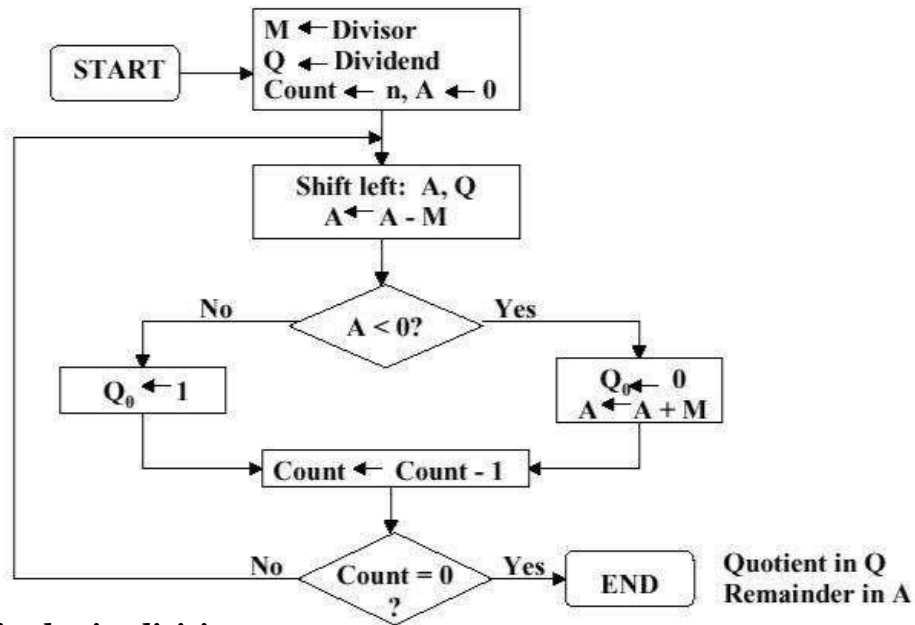 START
M ← Divisor
Q ← Dividend
Count ← n, A ← 0
Shift left: A, Q
A ← A - M
A < 0?
No
Yes
Q₀ ← 1
Q₀ ← 0
A ← A + M
Count ← Count - 1
Count = 0
?
No
Yes
END
Quotient in Q
Remainder in A